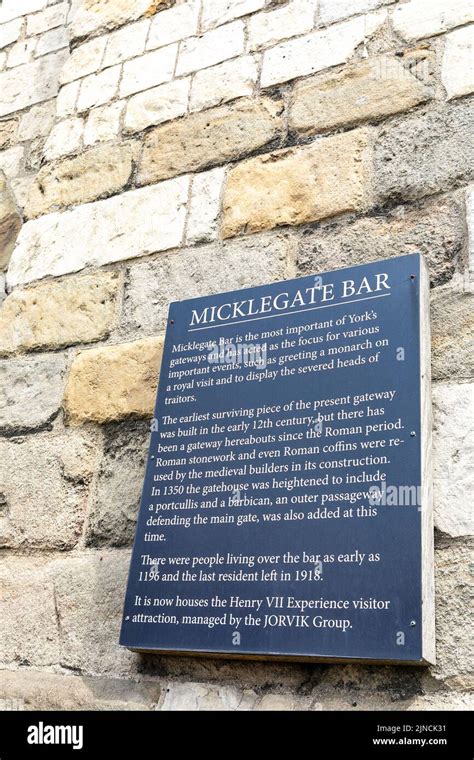 MICKLEGATE BAR
Micklegate Bar is the most important of York's
gateways and has acted as the focus for various
important events, such as greeting a monarch on
a royal visit and to display the severed heads of
traitors.
The earliest surviving piece of the present gateway
was built in the early 12th century, but there has
been a gateway hereabouts since the Roman period.
Roman stonework and even Roman coffins were re-
used by the medieval builders in its construction.
In 1350 the gatehouse was heightened to include
a portcullis and a barbican, an outer passageway
defending the main gate, was also added at this
time.
There were people living over the bar as early as
1196 and the last resident left in 1918.
It is now houses the Henry VII Experience visitor
attraction, managed by the JORVIK Group.
alamy
Image ID: 2JNCK31
www.alamy.com